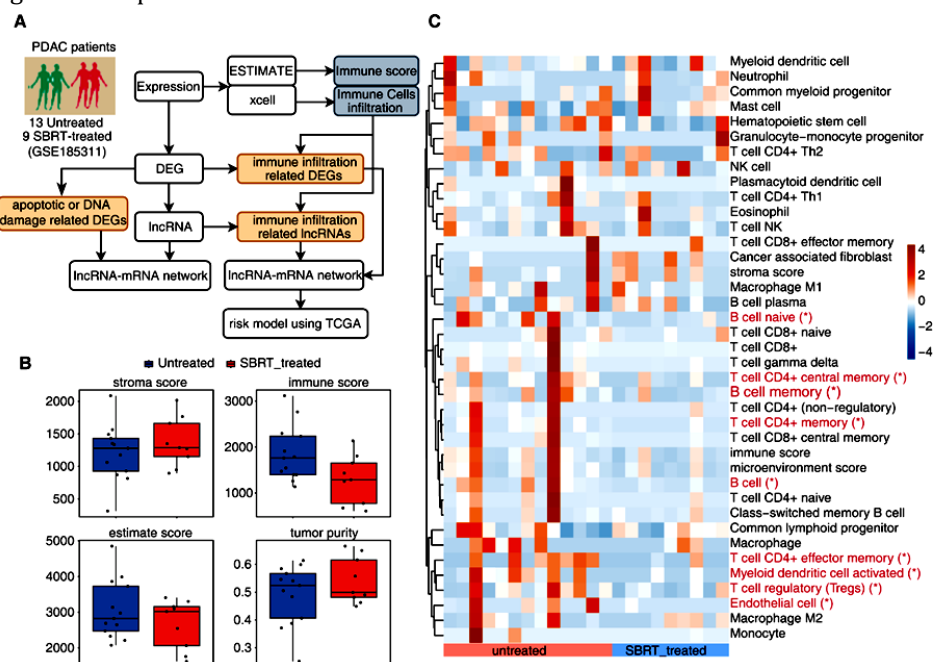 A
PDAC patients
13 Untreated
9 SBRT-treated
(GSE185311)
Expression
ESTIMATE
xcell
Immune score
Immune Cells
infiltration
DEG
immune infiltration
related DEGs
apoptotic or DNA
damage related DEGs
lncRNA
immune infiltration
related lncRNAs
lncRNA-mRNA network
lncRNA-mRNA network
risk model using TCGA
B
Untreated SBRT_treated
stroma score
2000
1500
1000
500
immune score
3000
2000
1000
estimate score
5000
4000
3000
2000
tumor purity
0.6
0.5
0.4
0.3
C
Myeloid dendritic cell
Neutrophil
Common myeloid progenitor
Mast cell
Hematopoietic stem cell
Granulocyte-monocyte progenitor
T cell CD4+ Th2
NK cell
Plasmacytoid dendritic cell
T cell CD4+ Th1
Eosinophil
T cell NK
T cell CD8+ effector memory
Cancer associated fibroblast
stroma score
Macrophage M1
B cell plasma
B cell naive (*)
T cell CD8+ naive
T cell CD8+
T cell gamma delta
T cell CD4+ central memory (*)
B cell memory (*)
T cell CD4+ (non-regulatory)
T cell CD4+ memory (*)
T cell CD8+ central memory
immune score
microenvironment score
B cell (*)
T cell CD4+ naive
Class-switched memory B cell
Common lymphoid progenitor
Macrophage
T cell CD4+ effector memory (*)
Myeloid dendritic cell activated (*)
T cell regulatory (Tregs) (*)
Endothelial cell (*)
Macrophage M2
Monocyte
4
2
0
−2
−4
untreated SBRT_treated